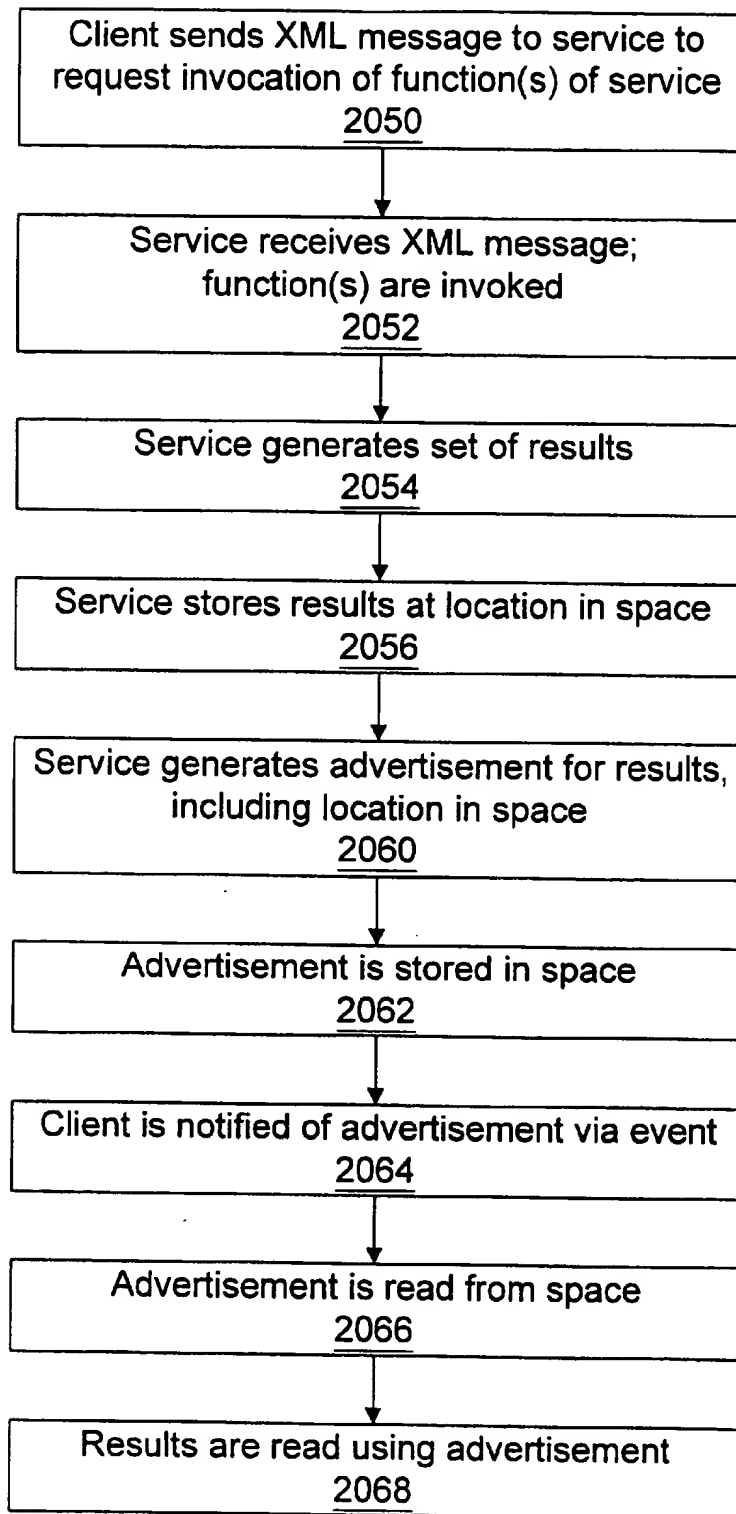 Client sends XML message to service to
request invocation of function(s) of service
2050
Service receives XML message;
function(s) are invoked
2052
Service generates set of results
2054
Service stores results at location in space
2056
Service generates advertisement for results,
including location in space
2060
Advertisement is stored in space
2062
Client is notified of advertisement via event
2064
Advertisement is read from space
2066
Results are read using advertisement
2068